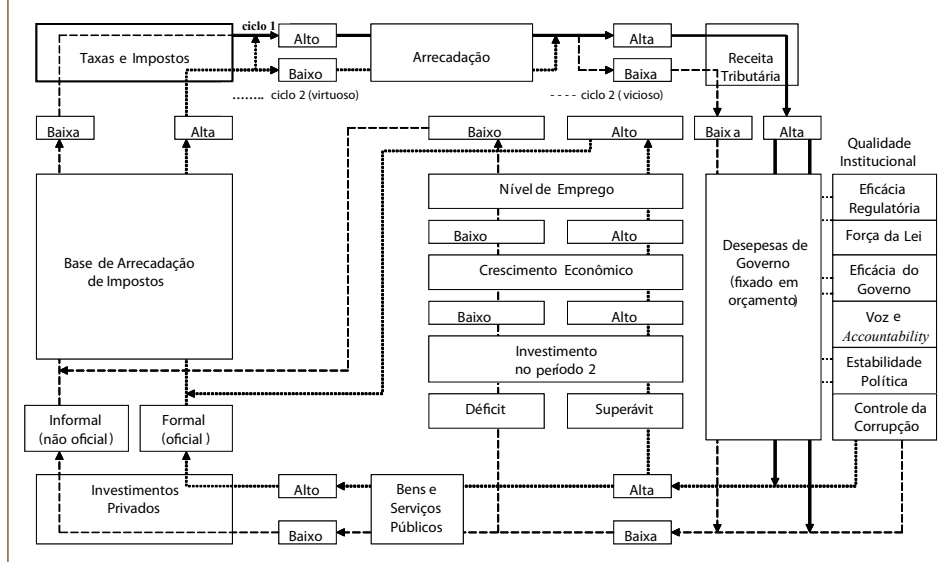 ciclo 1
Taxas e Impostos
Alto
Arrecadação
Alta
Receita
Tributária
Baixo
Baixa
........ ciclo 2 (virtuoso)
---- ciclo 2 (vicioso)
Baixa
Alta
Baixo
Alto
Baixa
Alta
Qualidade
Institucional
Base de Arrecadação
de Impostos
Nível de Emprego
Baixo
Alto
Crescimento Econômico
Baixo
Alto
Investimento
no período 2
Déficit
Superávit
Desepesas de
Governo
(fixado em
orçamento)
Eficácia
Regulatória
Força da Lei
Eficácia do
Governo
Voz e
Accountability
Estabilidade
Política
Controle da
Corrupção
Informal
(não oficial)
Formal
(oficial)
Investimentos
Privados
Alto
Baixo
Bens e
Serviços
Públicos
Alta
Baixa